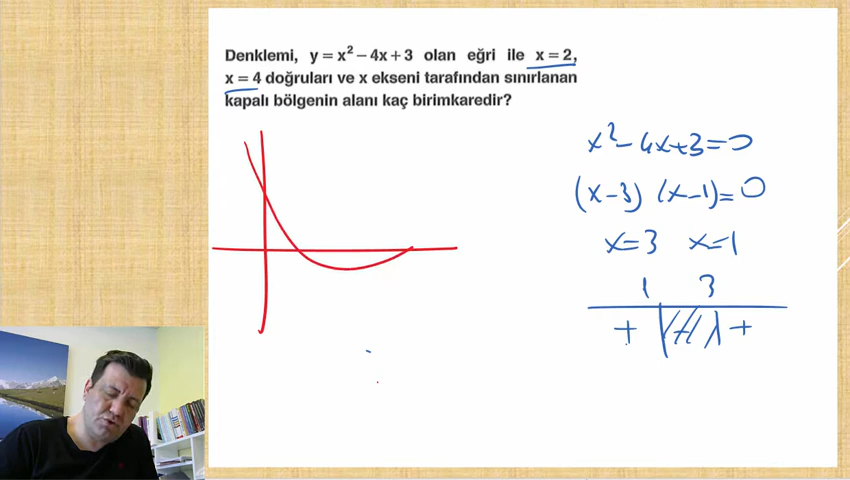 Denklemi, y = x² – 4x + 3 olan eğri ile x = 2,
x = 4 doğruları ve x ekseni tarafından sınırlanan
kapalı bölgenin alanı kaç birimkaredir?
x² – 4x + 3 = 0
(x – 3) (x – 1) = 0
x = 3 x = 1
1 3
+ +